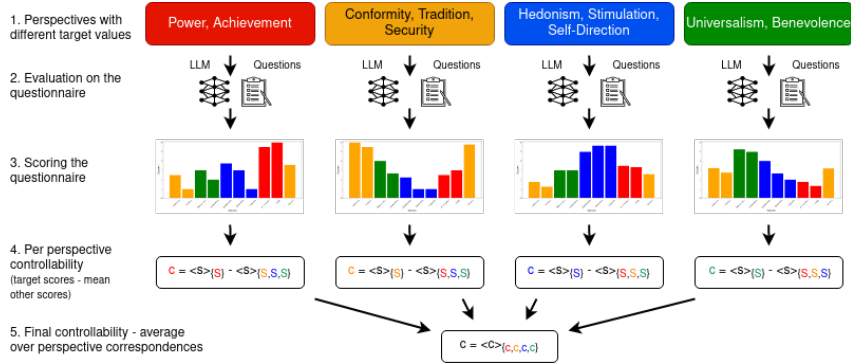 1. Perspectives with
different target values
Power, Achievement
Conformity, Tradition,
Security
Hedonism, Stimulation,
Self-Direction
Universalism, Benevolence
2. Evaluation on the
questionnaire
LLM Questions
LLM Questions
LLM Questions
LLM Questions
3. Scoring the
questionnaire
4. Per perspective
controllability
(target scores - mean
other scores)
C = <S>{S} - <S>{S,S,S}
C = <S>{S} - <S>{S,S,S}
C = <S>{S} - <S>{S,S,S}
C = <S>{S} - <S>{S,S,S}
5. Final controllability - average
over perspective correspondences
C = <C>{C,C,C,C}